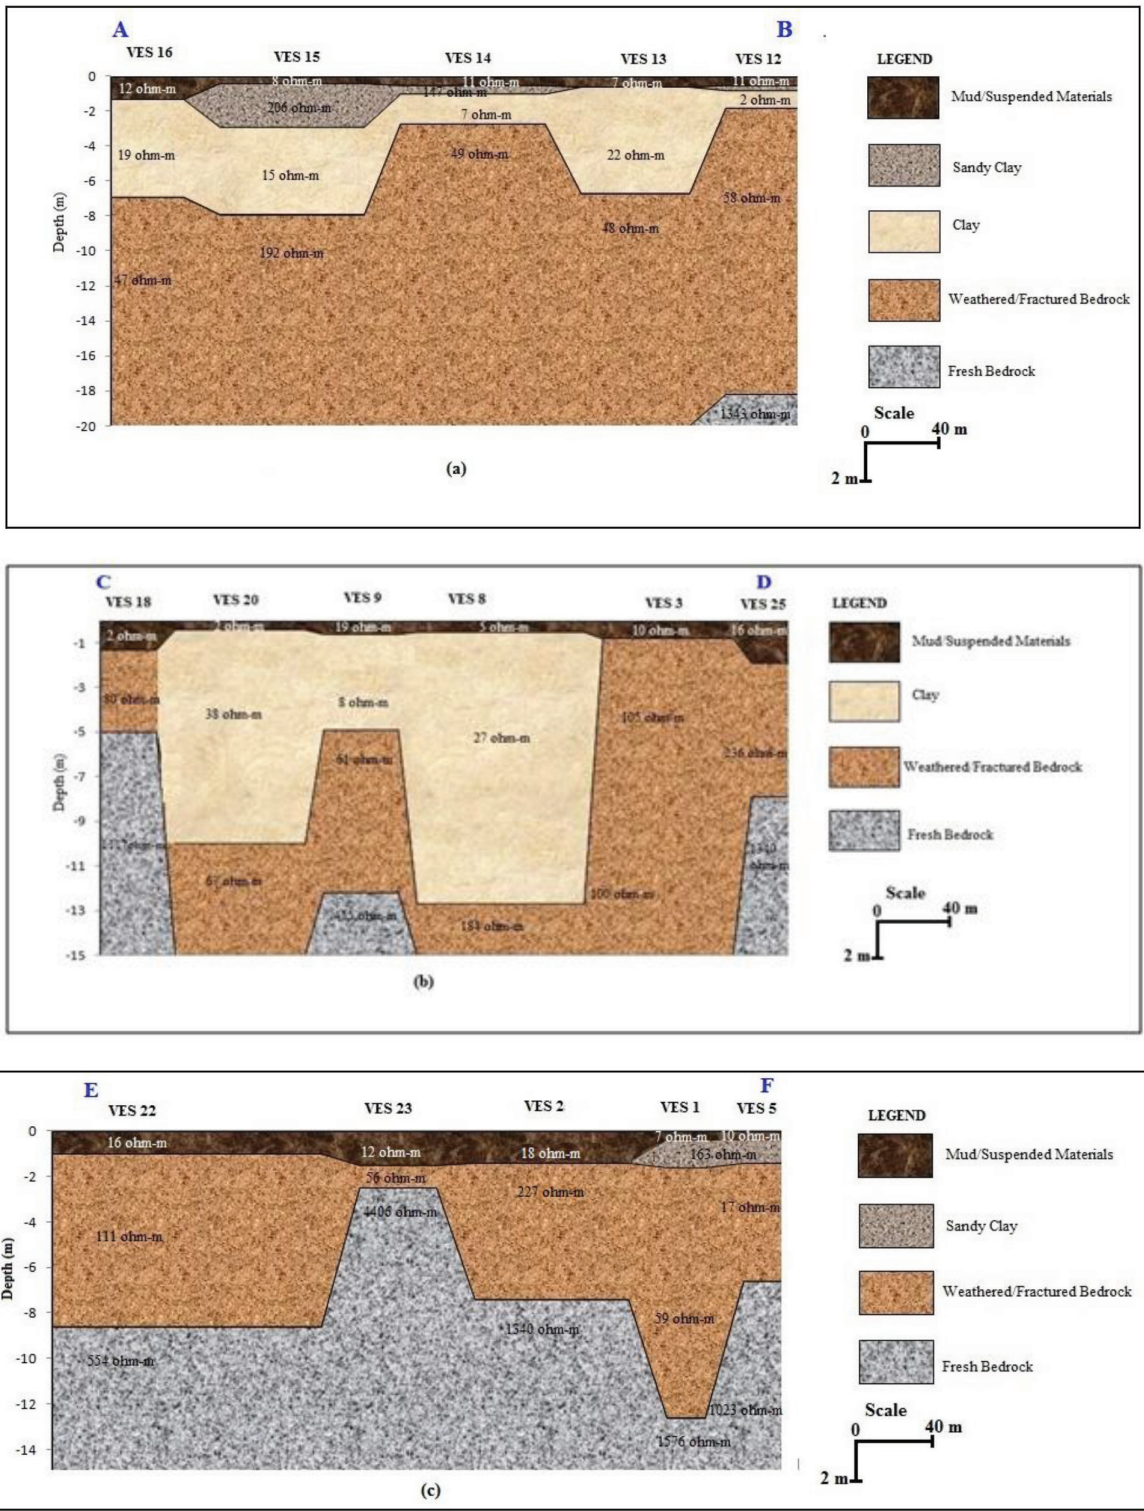 A B
VES 16 VES 15 VES 14 VES 13 VES 12 LEGEND
0
12 ohm-m 8 ohm-m 11 ohm-m 7 ohm-m 11 ohm-m
Mud/Suspended Materials
206 ohm-m 147 ohm-m 2 ohm-m
-2
7 ohm-m
-4
19 ohm-m 15 ohm-m 49 ohm-m 22 ohm-m
Sandy Clay
-6
58 ohm-m
-8
Depth (m)
Clay
192 ohm-m 48 ohm-m
-10
47 ohm-m
-12
Weathered/Fractured Bedrock
-14
-16
Fresh Bedrock
-18
1343 ohm-m
-20
Scale
0 40 m
2 m
(a)
C D
VES 18 VES 20 VES 9 VES 8 VES 3 VES 25 LEGEND
2 ohm-m 2 ohm-m 19 ohm-m 5 ohm-m 10 ohm-m 16 ohm-m
-1
Mud/Suspended Materials
-3
80 ohm-m 38 ohm-m 8 ohm-m 27 ohm-m 105 ohm-m
Clay
-5
61 ohm-m 236 ohm-m
-7
Depth (m)
Weathered/Fractured Bedrock
-9
Fresh Bedrock
ohm-m
-11
67 ohm-m 100 ohm-m
-13
ohm-m 184 ohm-m
-15
Scale
0 40 m
2 m
(b)
E F
VES 22 VES 23 VES 2 VES 1 VES 5 LEGEND
0
16 ohm-m 12 ohm-m 18 ohm-m 7 ohm-m 10 ohm-m
163 ohm-m
Mud/Suspended Materials
-2
56 ohm-m 227 ohm-m 17 ohm-m
4406 ohm-m
Sandy Clay
-4
111 ohm-m
-6
Depth (m)
Weathered/Fractured Bedrock
-8
59 ohm-m
1340 ohm-m
554 ohm-m
Fresh Bedrock
-10
1023 ohm-m
-12
1576 ohm-m
-14
Scale
0 40 m
2 m
(c)